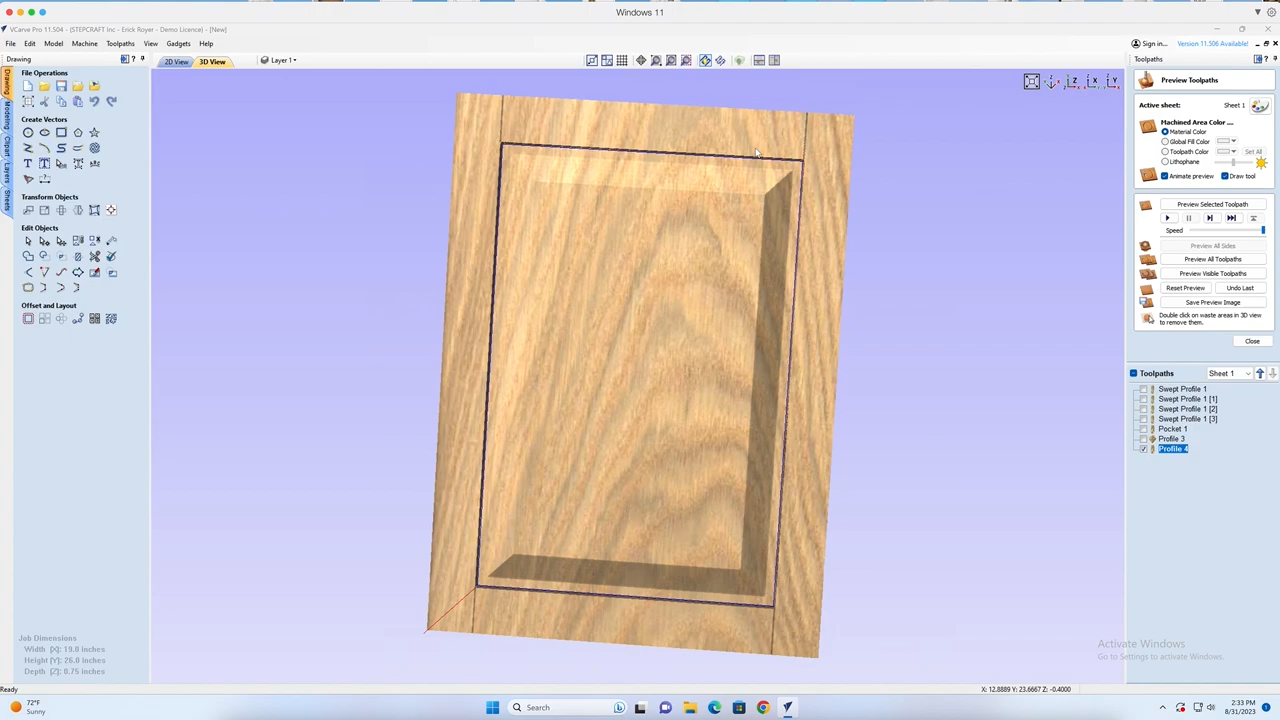 Windows 11
VCarve Pro 11.504 - {STEPCRAFT Inc - Erick Royer - Demo Licence} - [New]
File Edit Model Machine Toolpaths View Gadgets Help
Sign in... Version 11.506 Available!
Drawing
2D View 3D View Layer 1
Toolpaths
Drawing
Modeling
Clipart
Layers
Sheets
File Operations
Create Vectors
Transform Objects
Edit Objects
Offset and Layout
Job Dimensions
Width (X): 19.0 inches
Height (Y): 26.0 inches
Depth (Z): 0.75 inches
Preview Toolpaths
Active sheet: Sheet 1
Machined Area Color ....
Material Color
Global Fill Color
Toolpath Color Set All
Lithophane
Animate preview Draw tool
Preview Selected Toolpath
Speed
Preview All Sides
Preview All Toolpaths
Preview Visible Toolpaths
Reset Preview Undo Last
Save Preview Image
Double click on waste areas in 3D view
to remove them.
Close
Toolpaths Sheet 1
Swept Profile 1
Swept Profile 1 [1]
Swept Profile 1 [2]
Swept Profile 1 [3]
Pocket 1
Profile 3
Profile 4
Activate Windows
Go to Settings to activate Windows.
Ready
X: 12.8889 Y: 23.6667 Z: -0.4000
72°F
Sunny
Search
2:33 PM
8/31/2023